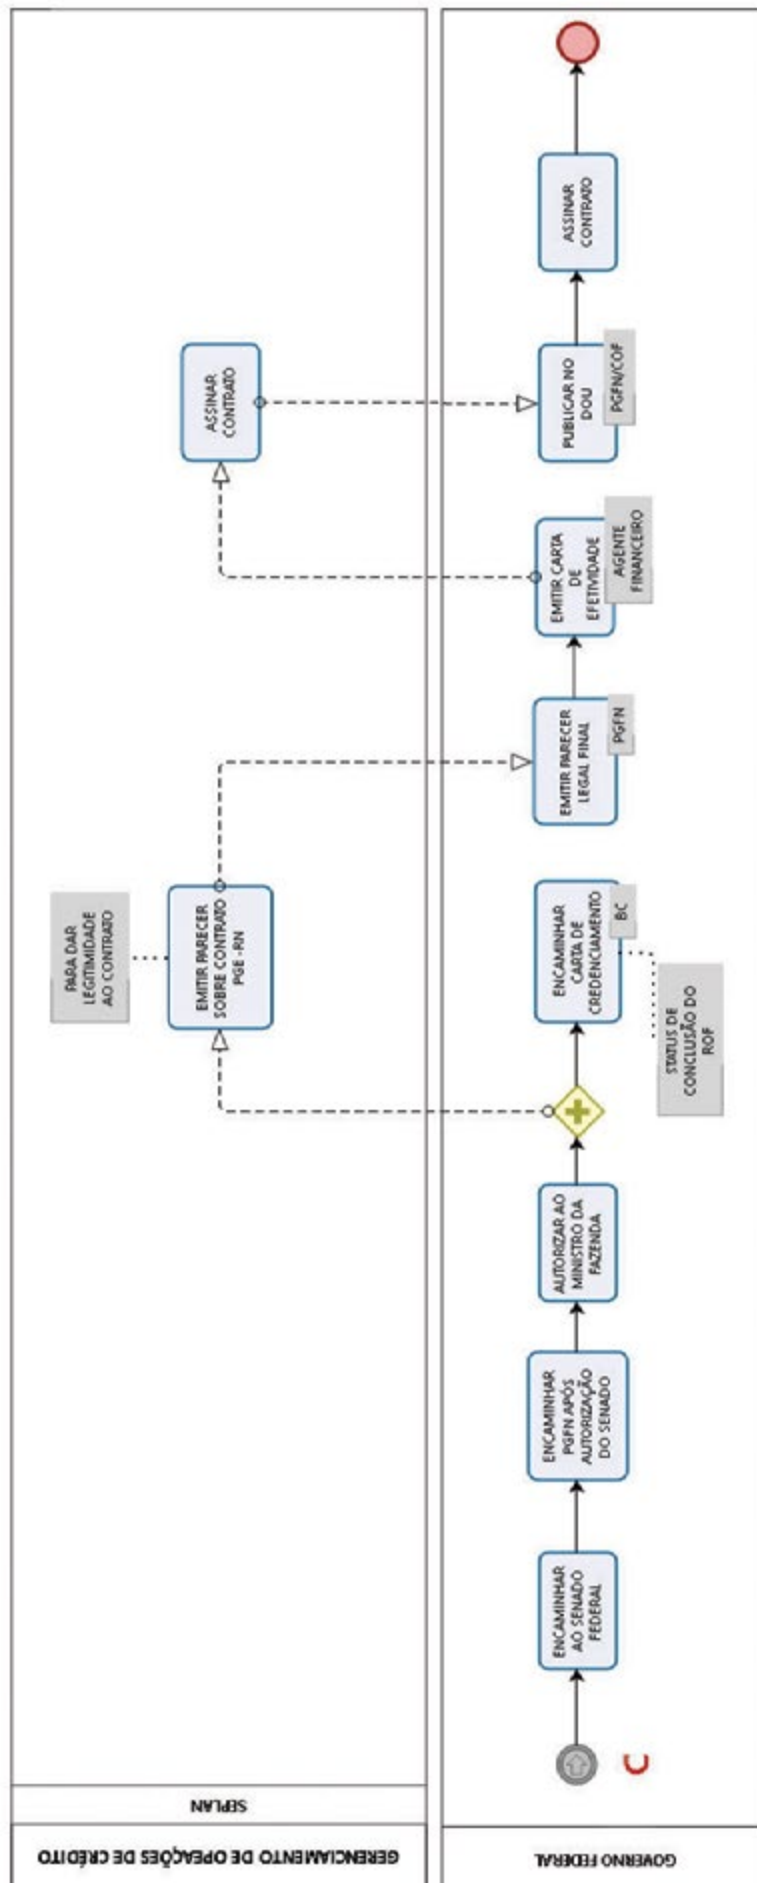 GERENCIAMENTO DE OPEAÇÕES DE CRÉDITO
SEPLAN
PARA DAR
LEGITIMIDADE
AO CONTRATO
EMITIR PARECER
SOBRE CONTRATO
PGE -RN
ASSINAR
CONTRATO
GOVERNO FEDERAL
C
ENCAMINHAR
AO SENADO
FEDERAL
ENCAMINHAR
PGFN APÓS
AUTORIZAÇÃO
DO SENADO
AUTORIZAR AO
MINISTRO DA
FAZENDA
ENCAMINHAR
CARTA DE
CREDENCIAMENTO
BC
STATUS DE
CONCLUSÃO DO
ROF
EMITIR PARECER
LEGAL FINAL
PGFN
EMITIR CARTA
DE
EFETIVIDADE
AGENTE
FINANCEIRO
PUBLICAR NO
DOU
PGFN/COF
ASSINAR
CONTRATO